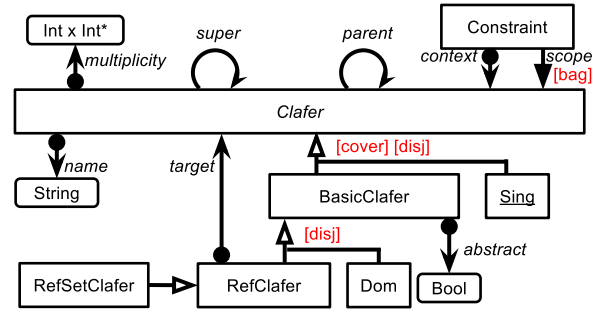 super
parent
Constraint
Int x Int*
multiplicity
context
scope
[bag]
Clafer
name
target
[cover] [disj]
String
BasicClafer
Sing
[disj]
abstract
RefSetClafer
RefClafer
Dom
Bool